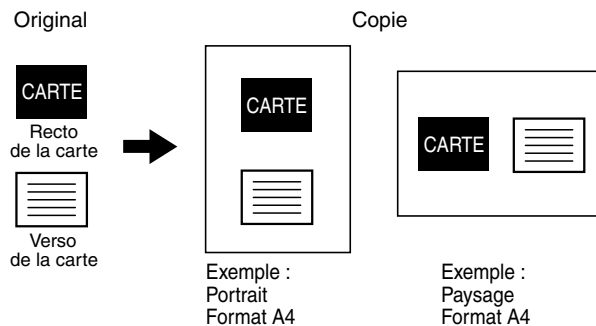 Original
Copie
CARTE
Recto
de la carte
Verso
de la carte
CARTE
Exemple :
Portrait
Format A4
CARTE
Exemple :
Paysage
Format A4